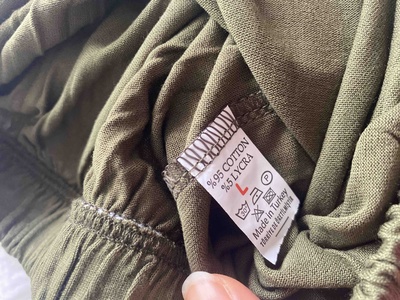 %95 COTTON
%5 LYCRA
L
Made in Turkey